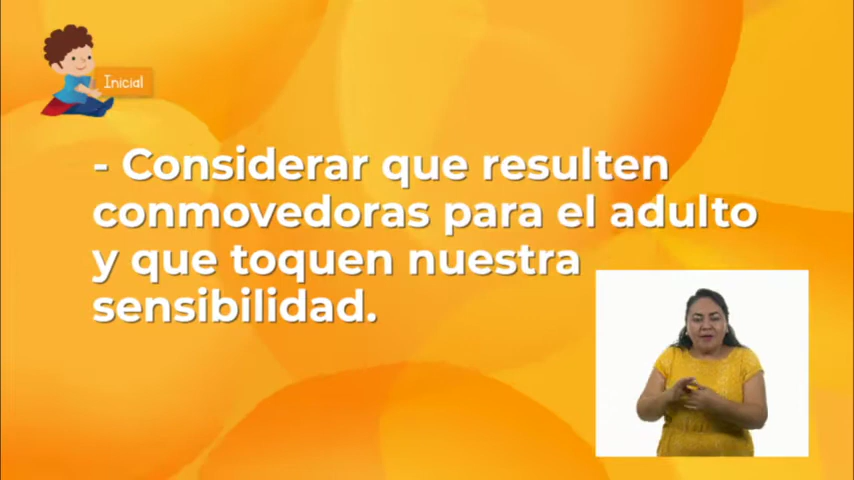 Inicial
- Considerar que resulten
conmovedoras para el adulto
y que toquen nuestra
sensibilidad.